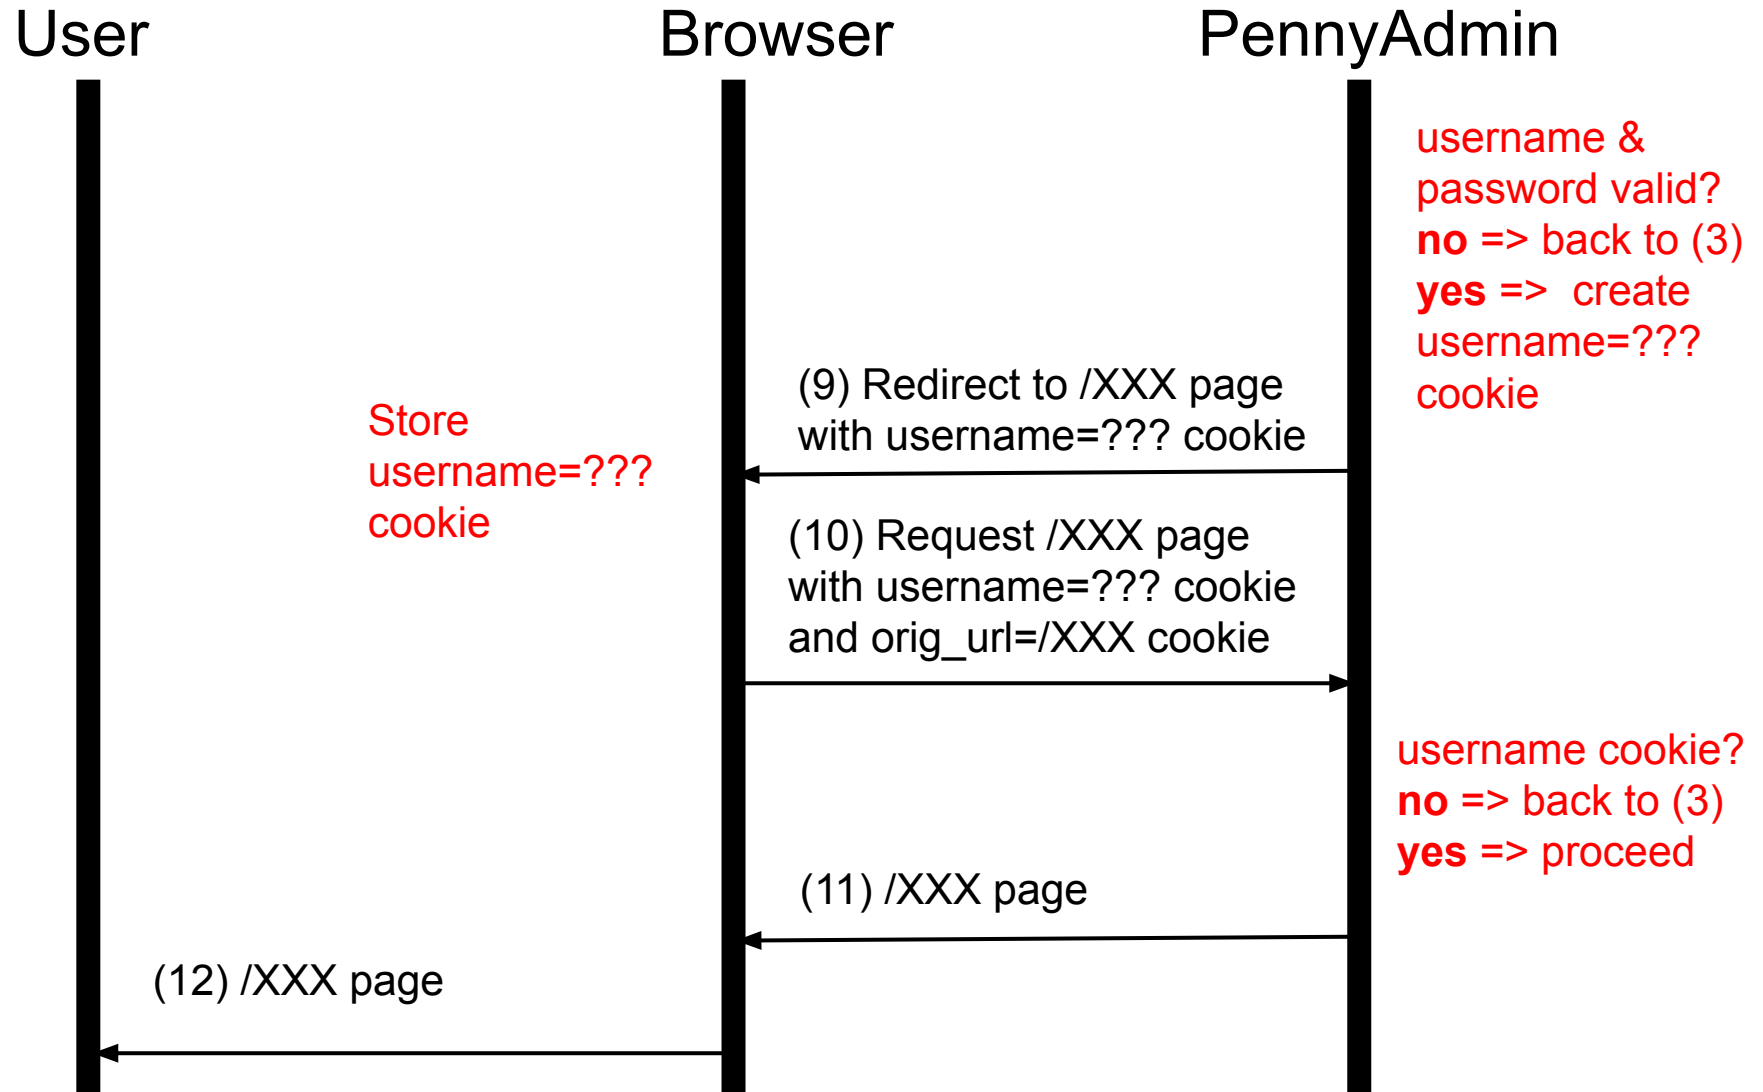 User
Browser
PennyAdmin
username &
password valid?
no => back to (3)
yes => create
username=???
cookie
(9) Redirect to /XXX page
with username=??? cookie
Store
username=???
cookie
(10) Request /XXX page
with username=??? cookie
and orig_url=/XXX cookie
username cookie?
no => back to (3)
yes => proceed
(11) /XXX page
(12) /XXX page